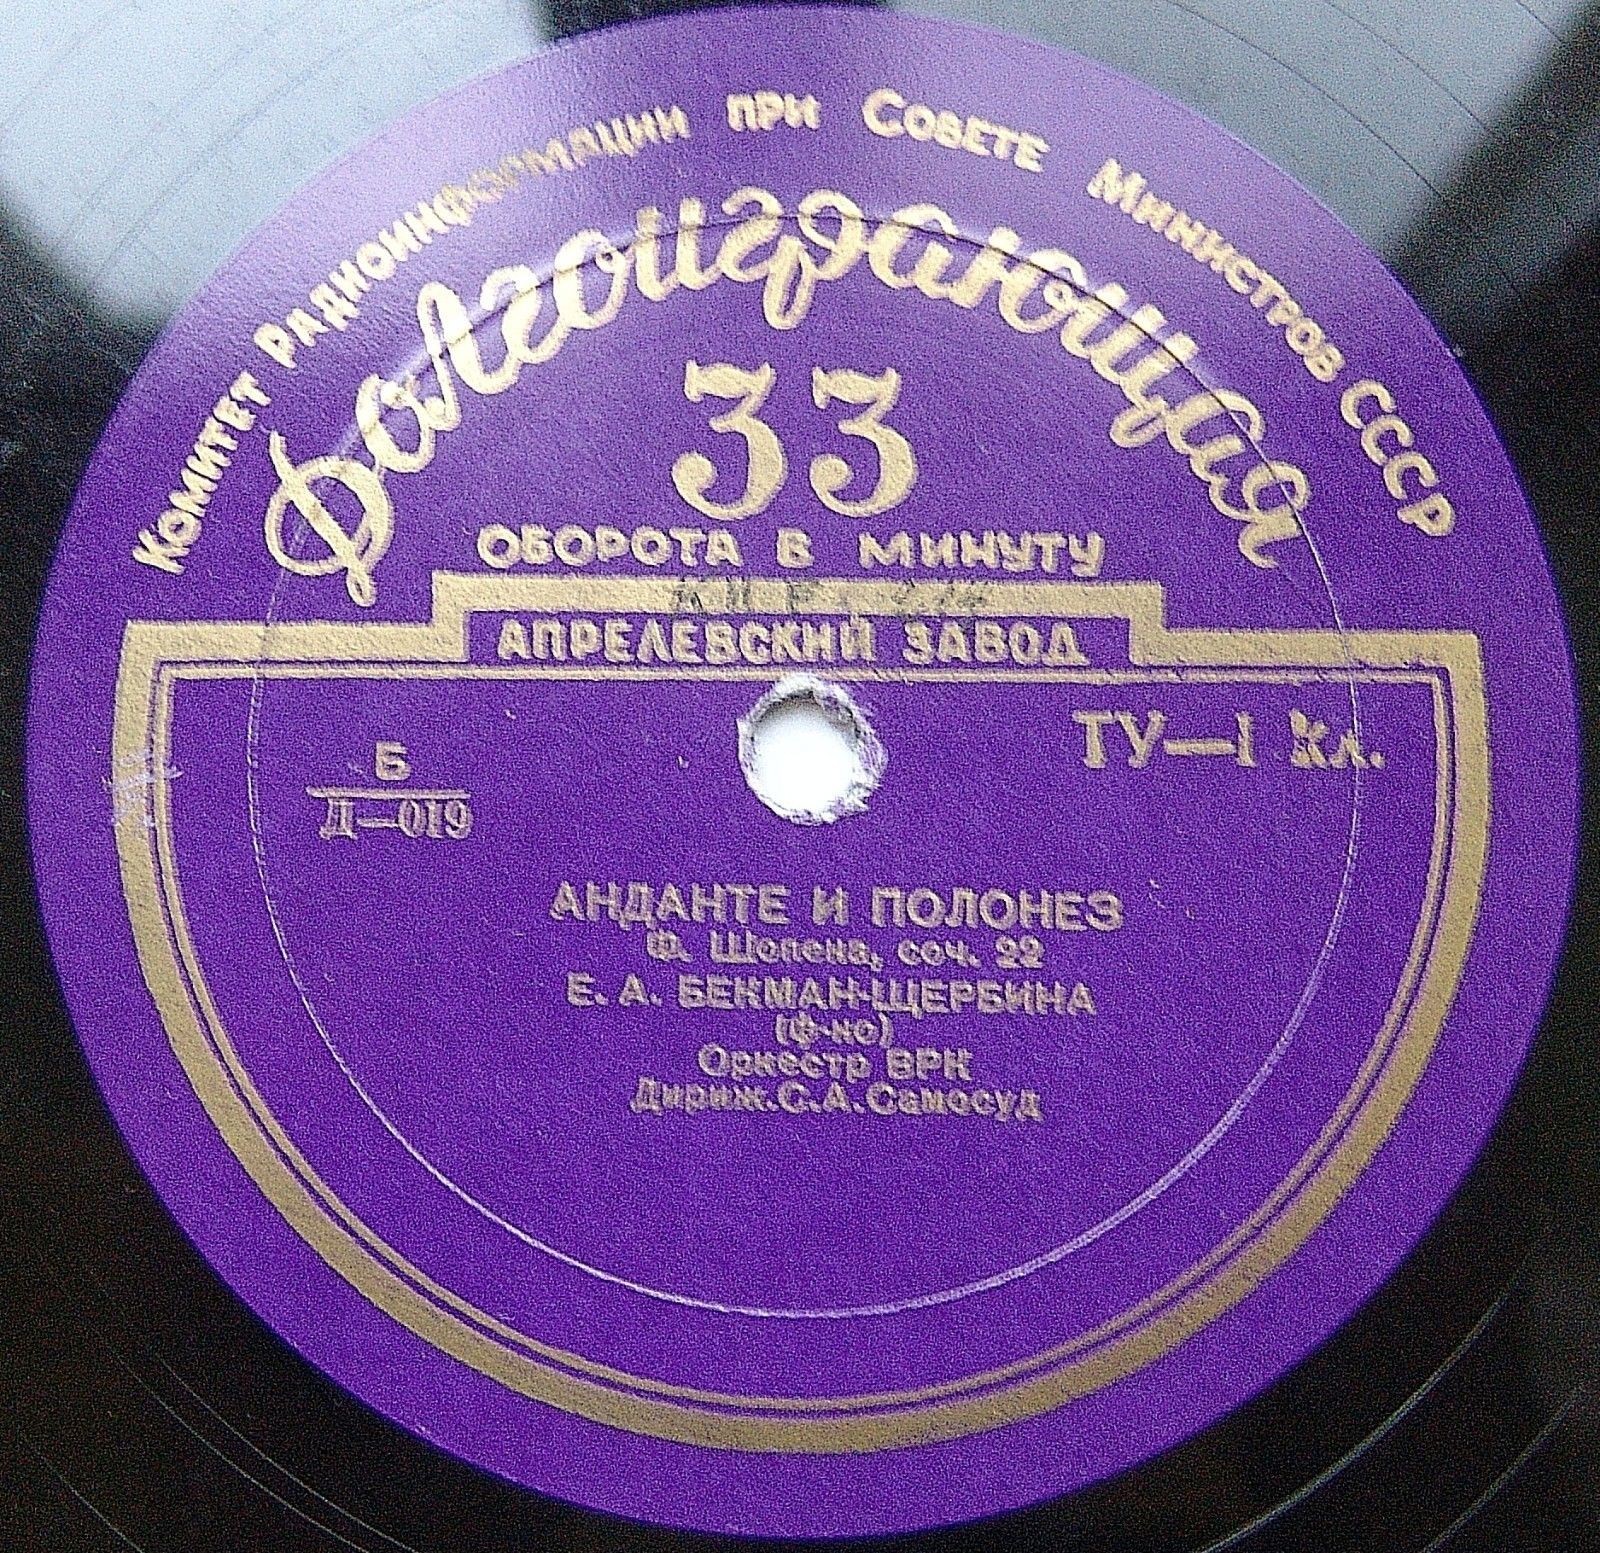 Комитет радиоинформации при Совете Министров СССР
Долгоиграющая
33
ОБОРОТА В МИНУТУ
АПРЕЛЕВСКИЙ ЗАВОД
ТУ—1 Кл.
Б
Д—019
АНДАНТЕ И ПОЛОНЕЗ
Ф. Шопена, соч. 22
Е. А. БЕКМАН-ЩЕРБИНА
(ф-но)
Оркестр ВРК
Дириж. С. А. Самосуд